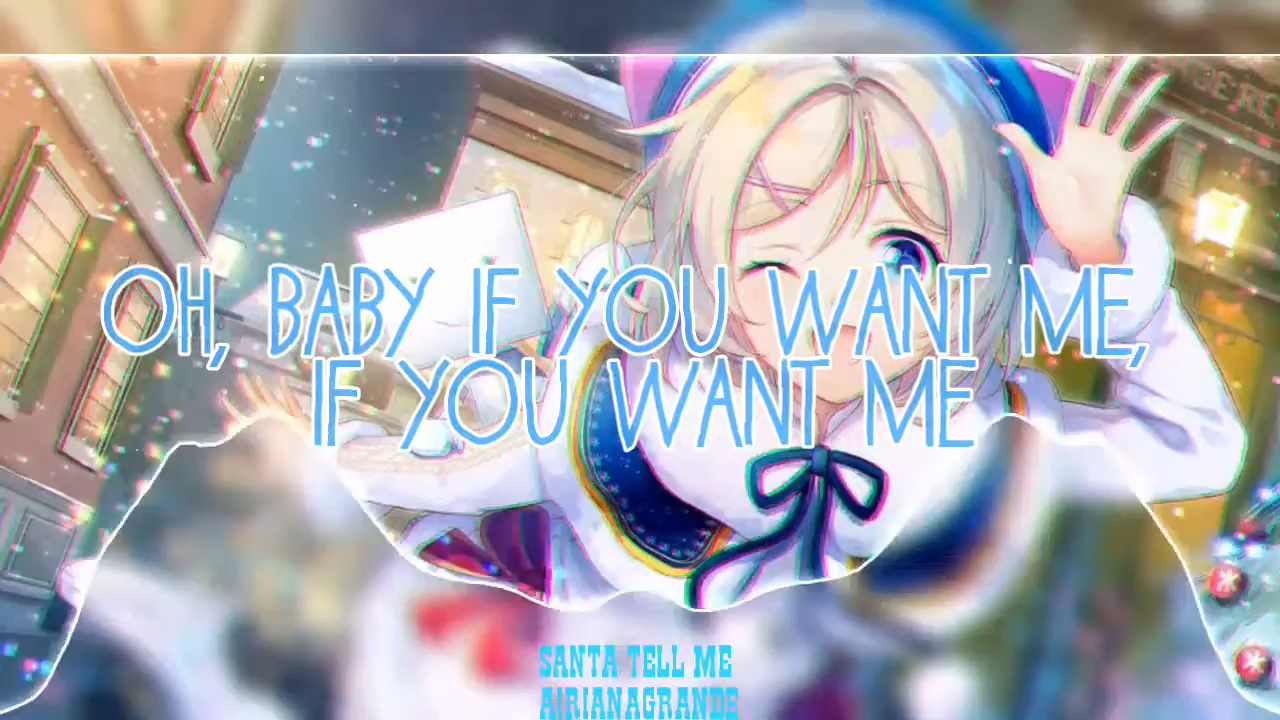 OH, BABY IF YOU WANT ME,
IF YOU WANT ME
SANTA TELL ME
AIRIANAGRANDE